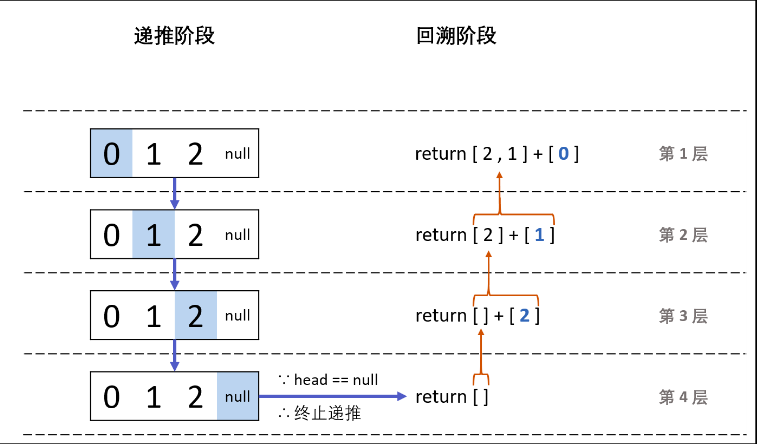 递推阶段 回溯阶段
0 1 2 null return [ 2 , 1 ] + [ 0 ] 第 1 层
0 1 2 null return [ 2 ] + [ 1 ] 第 2 层
0 1 2 null return [ ] + [ 2 ] 第 3 层
0 1 2 null ∵ head == null return [ ] 第 4 层
∴ 终止递推